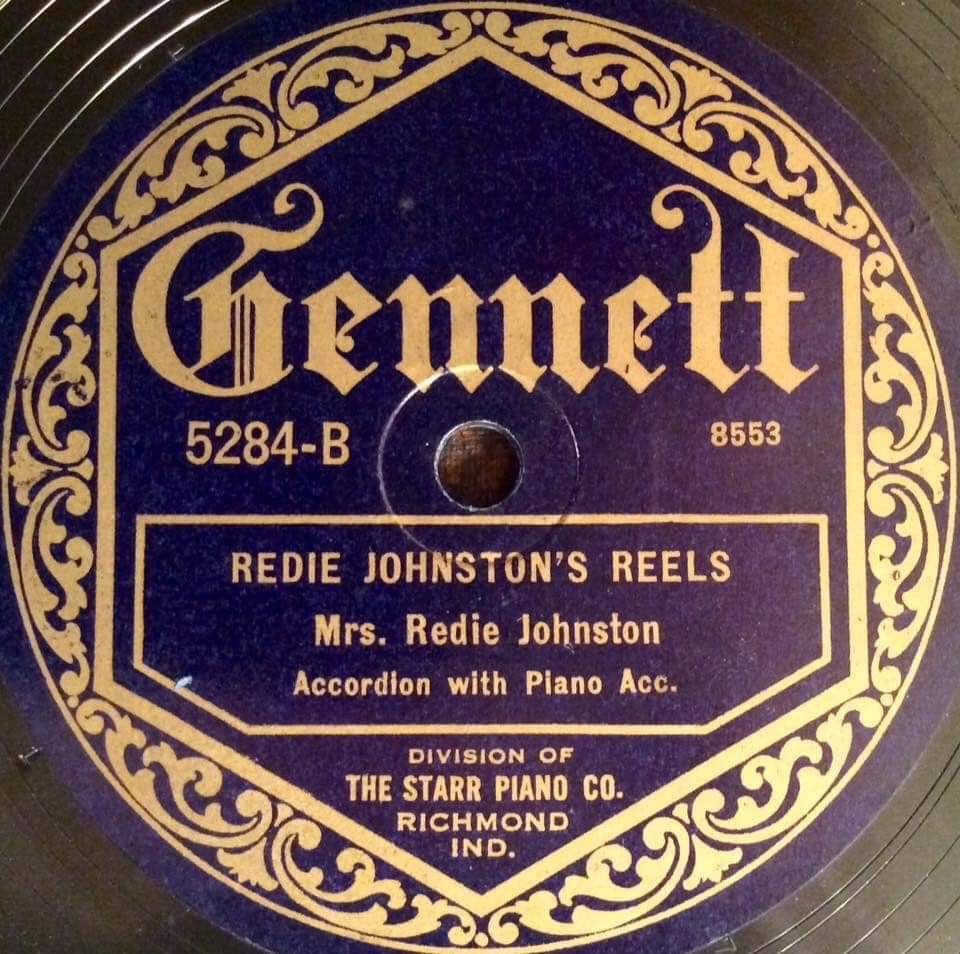 Gennett
5284-B 8553
REDIE JOHNSTON'S REELS
Mrs. Redie Johnston
Accordion with Piano Acc.
DIVISION OF
THE STARR PIANO CO.
RICHMOND
IND.